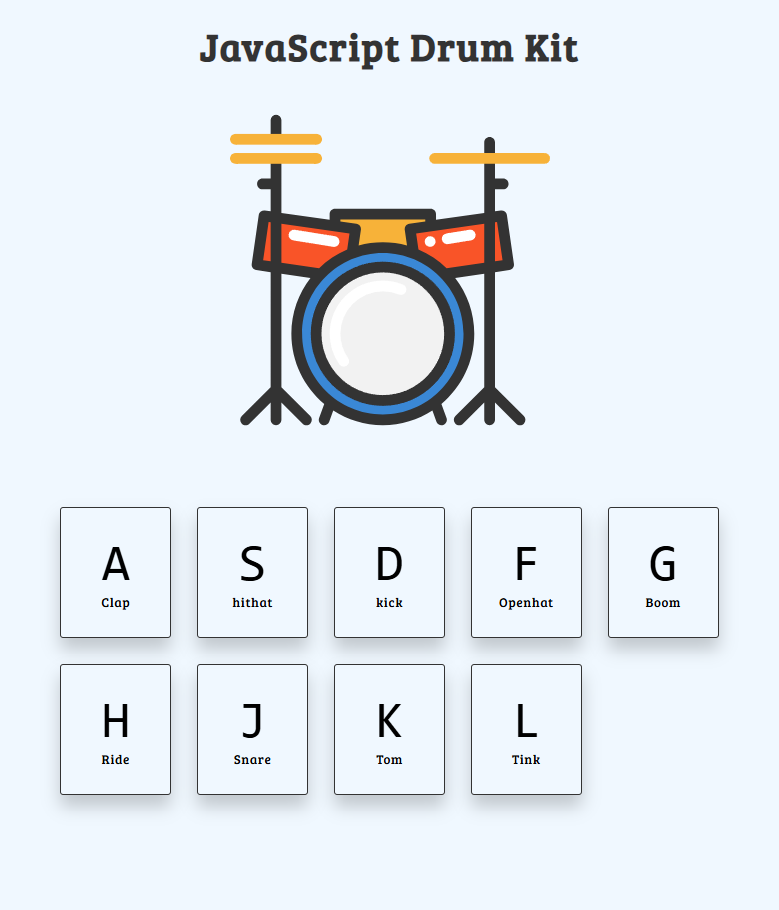 JavaScript Drum Kit
A S D F G
Clap hithat kick Openhat Boom
H J K L
Ride Snare Tom Tink